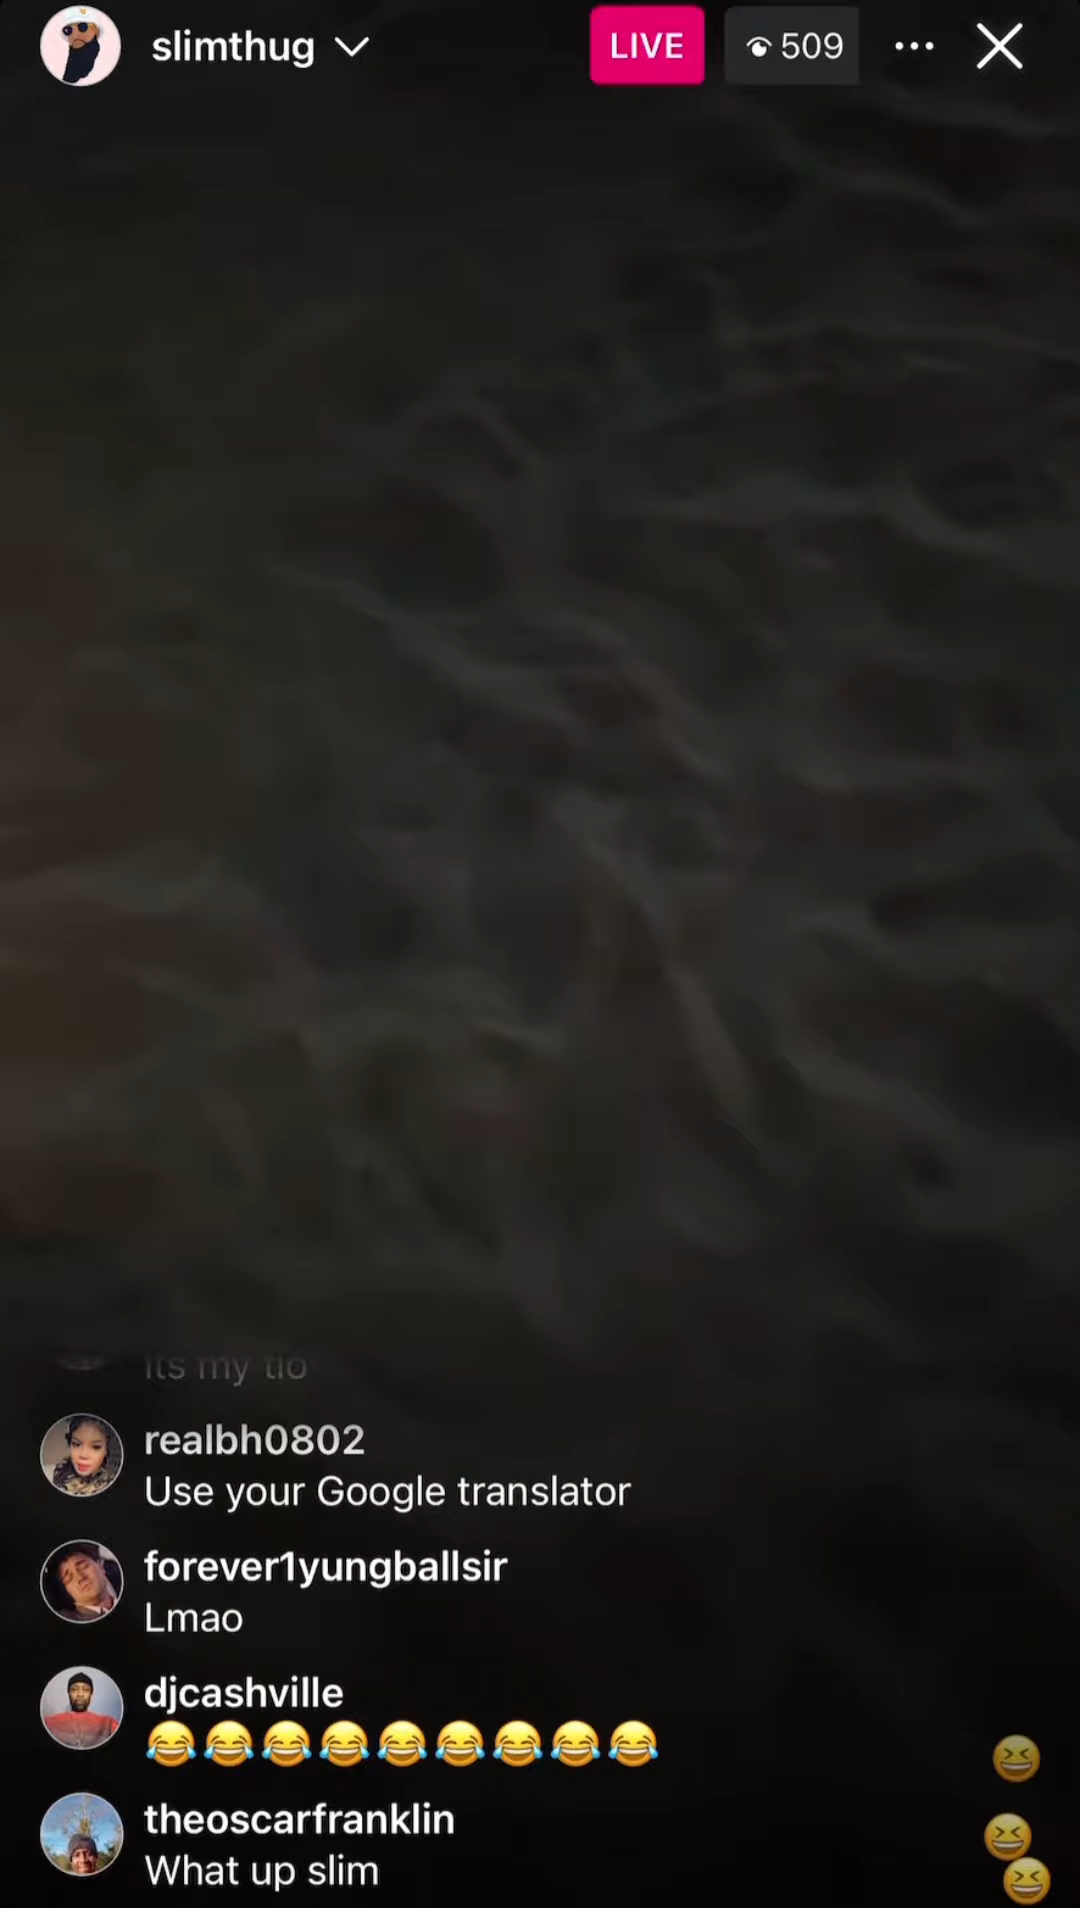 slimthug
LIVE
509
its my tio
realbh0802
Use your Google translator
forever1yungballsir
Lmao
djcashville
😂😂😂😂😂😂😂😂😂
theoscarfranklin
What up slim